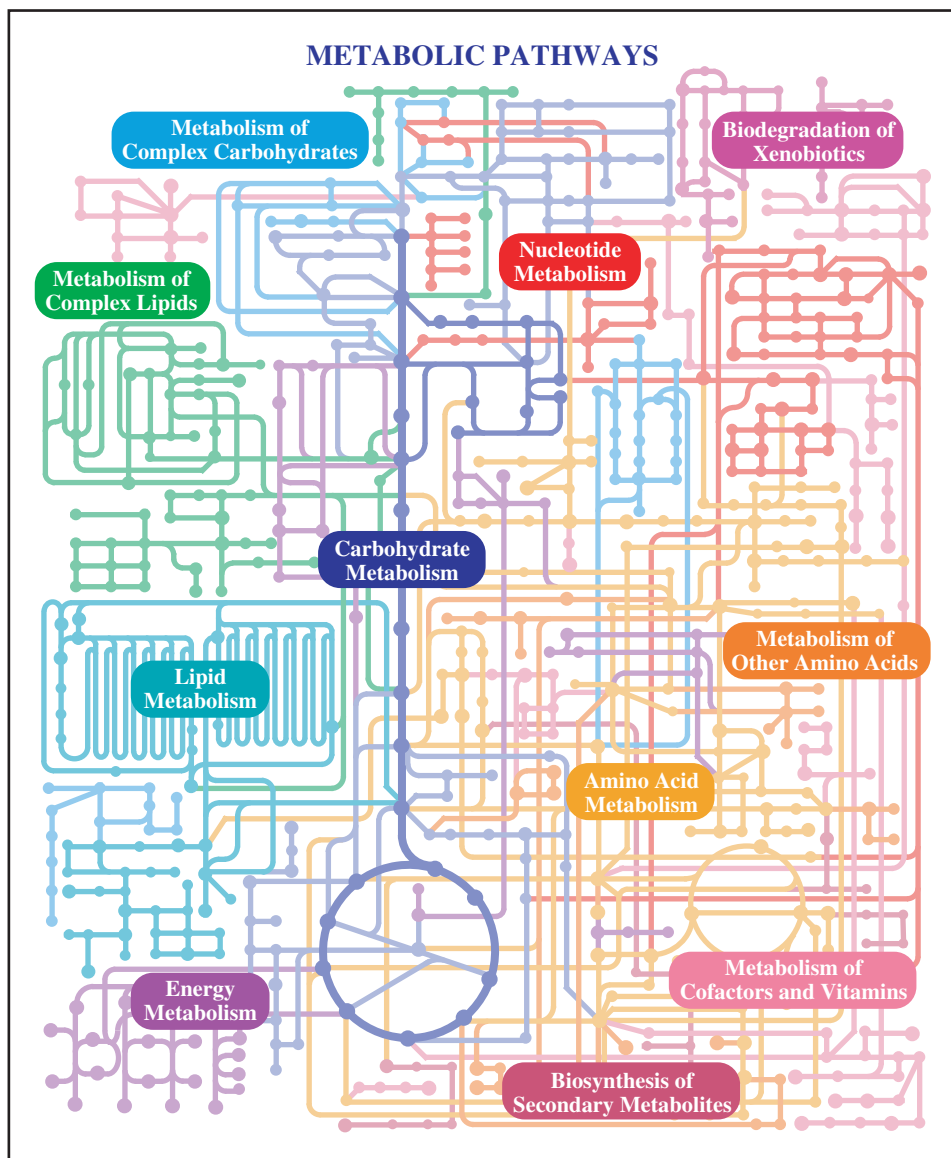 METABOLIC PATHWAYS
Metabolism of
Complex Carbohydrates
Biodegradation of
Xenobiotics
Nucleotide
Metabolism
Metabolism of
Complex Lipids
Carbohydrate
Metabolism
Metabolism of
Other Amino Acids
Lipid
Metabolism
Amino Acid
Metabolism
Metabolism of
Cofactors and Vitamins
Energy
Metabolism
Biosynthesis of
Secondary Metabolites